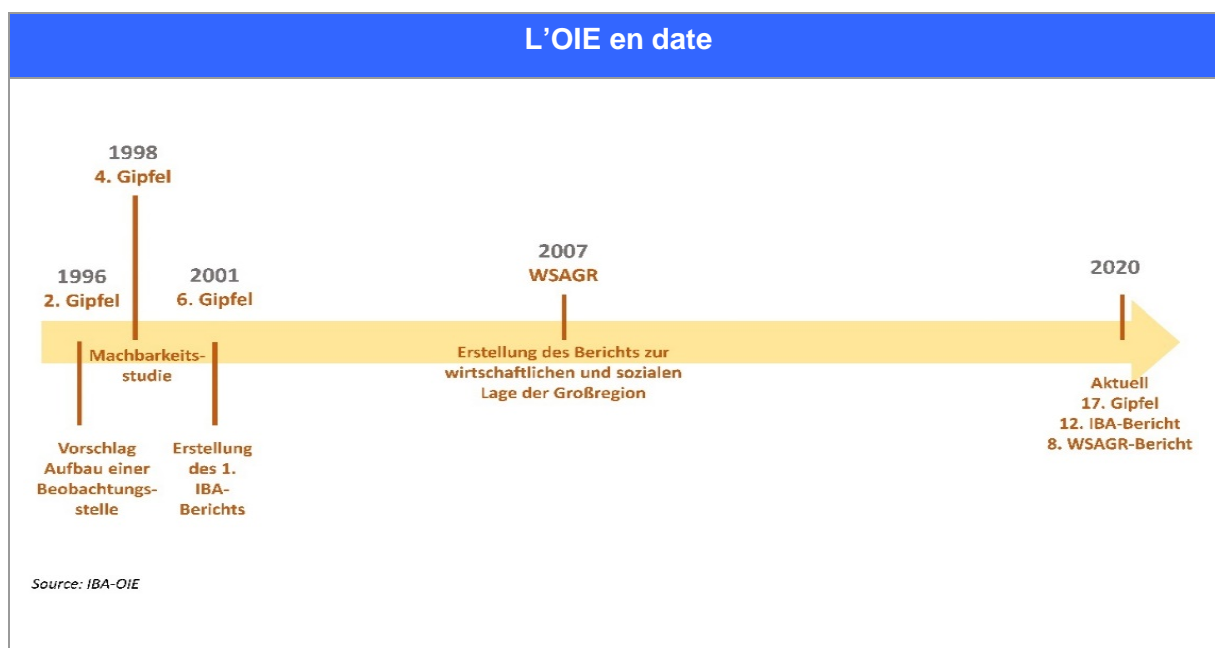 L'OIE en date
1998
4. Gipfel
1996
2. Gipfel
2001
6. Gipfel
2007
WSAGR
2020
Machbarkeits-
studie
Vorschlag
Aufbau einer
Beobachtungs-
stelle
Erstellung
des 1.
IBA-
Berichts
Erstellung des Berichts zur
wirtschaftlichen und sozialen
Lage der Großregion
Aktuell
17. Gipfel
12. IBA-Bericht
8. WSAGR-Bericht
Source: IBA-OIE